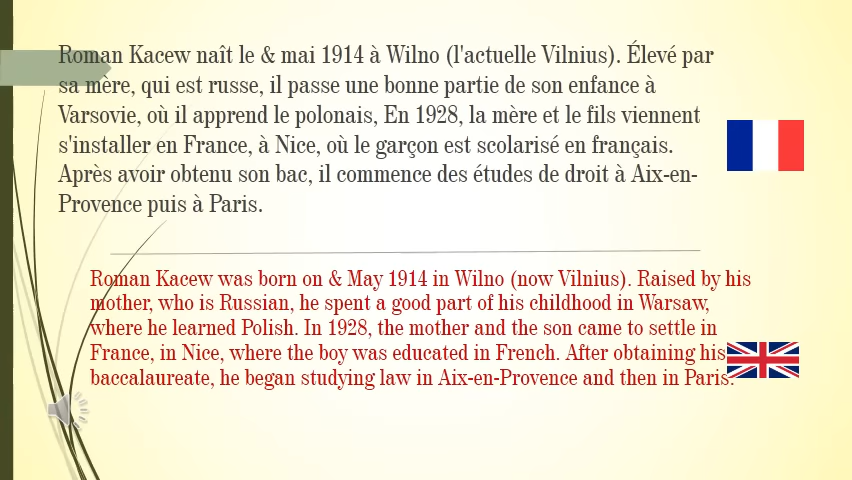 Roman Kacew naît le & mai 1914 à Wilno (l'actuelle Vilnius). Élevé par
sa mère, qui est russe, il passe une bonne partie de son enfance à
Varsovie, où il apprend le polonais, En 1928, la mère et le fils viennent
s'installer en France, à Nice, où le garçon est scolarisé en français.
Après avoir obtenu son bac, il commence des études de droit à Aix-en-
Provence puis à Paris.
Roman Kacew was born on & May 1914 in Wilno (now Vilnius). Raised by his
mother, who is Russian, he spent a good part of his childhood in Warsaw,
where he learned Polish. In 1928, the mother and the son came to settle in
France, in Nice, where the boy was educated in French. After obtaining his
baccalaureate, he began studying law in Aix-en-Provence and then in Paris.